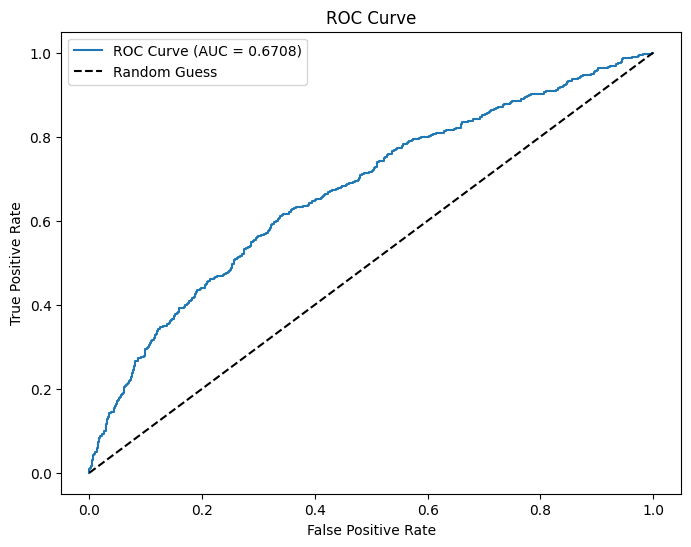 ROC Curve
ROC Curve (AUC = 0.6708)
Random Guess
1.0
0.8
0.6
0.4
0.2
0.0
True Positive Rate
0.0 0.2 0.4 0.6 0.8 1.0
False Positive Rate